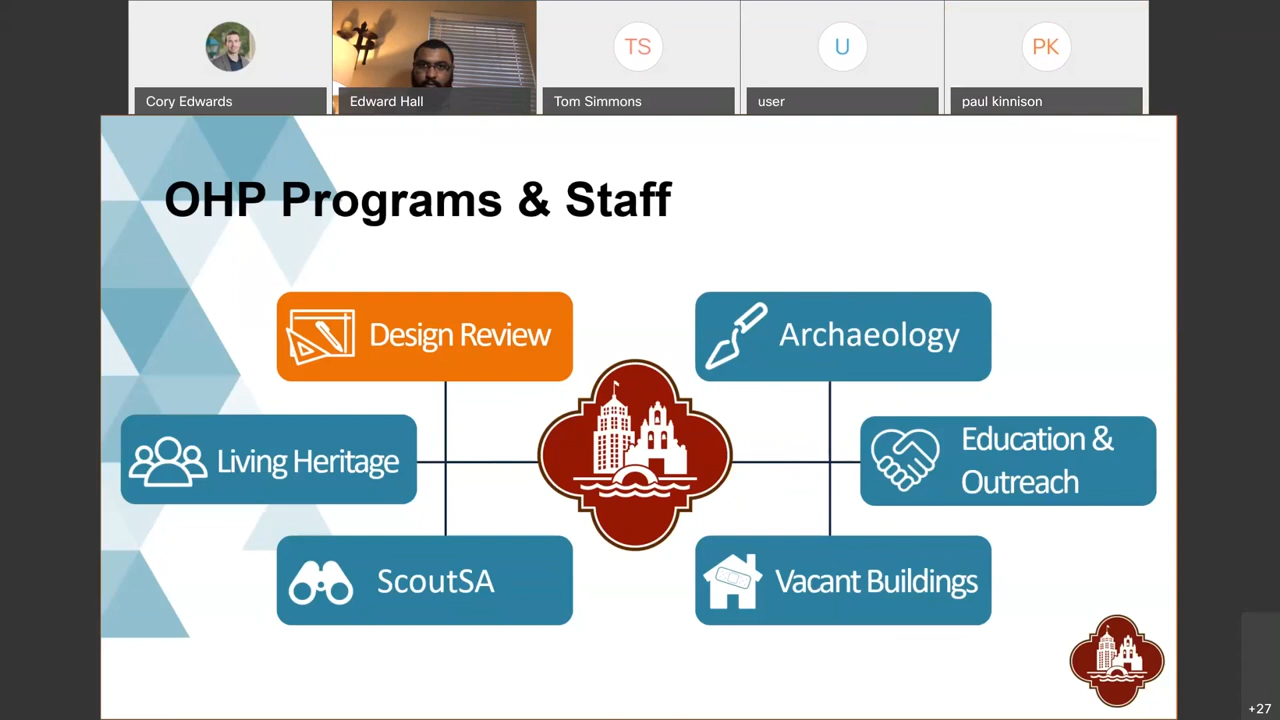 TS
U
PK
Cory Edwards
Edward Hall
Tom Simmons
user
paul kinnison
OHP Programs & Staff
Design Review
Archaeology
Living Heritage
Education &
Outreach
ScoutSA
Vacant Buildings
+27